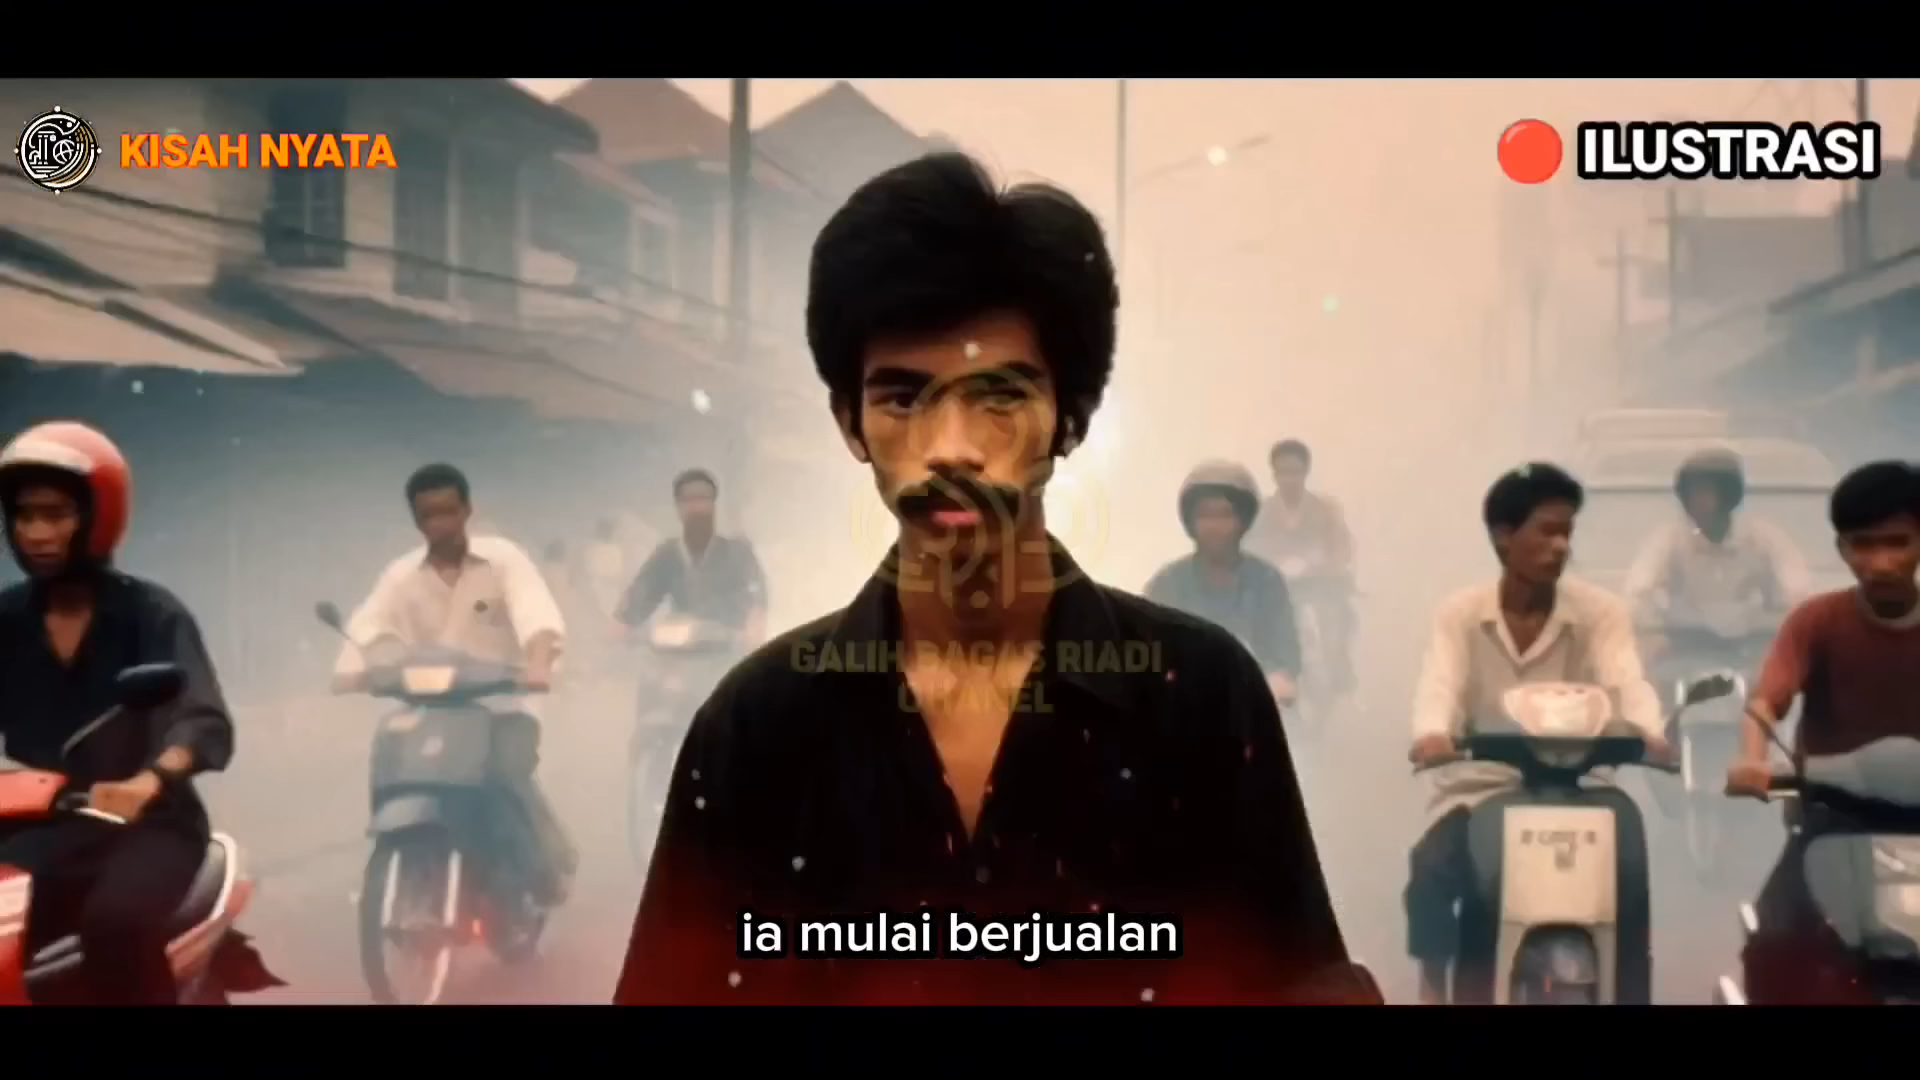 KISAH NYATA
ILUSTRASI
GALIH BAGAS RIADI
CHANEL
ia mulai berjualan